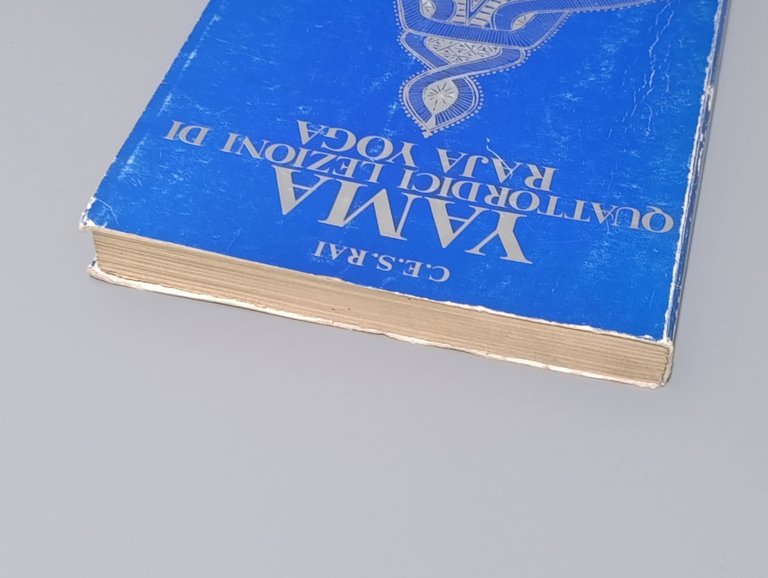 C.E.S. RAI
YAMA
QUATTORDICI LEZIONI DI
RAJA YOGA